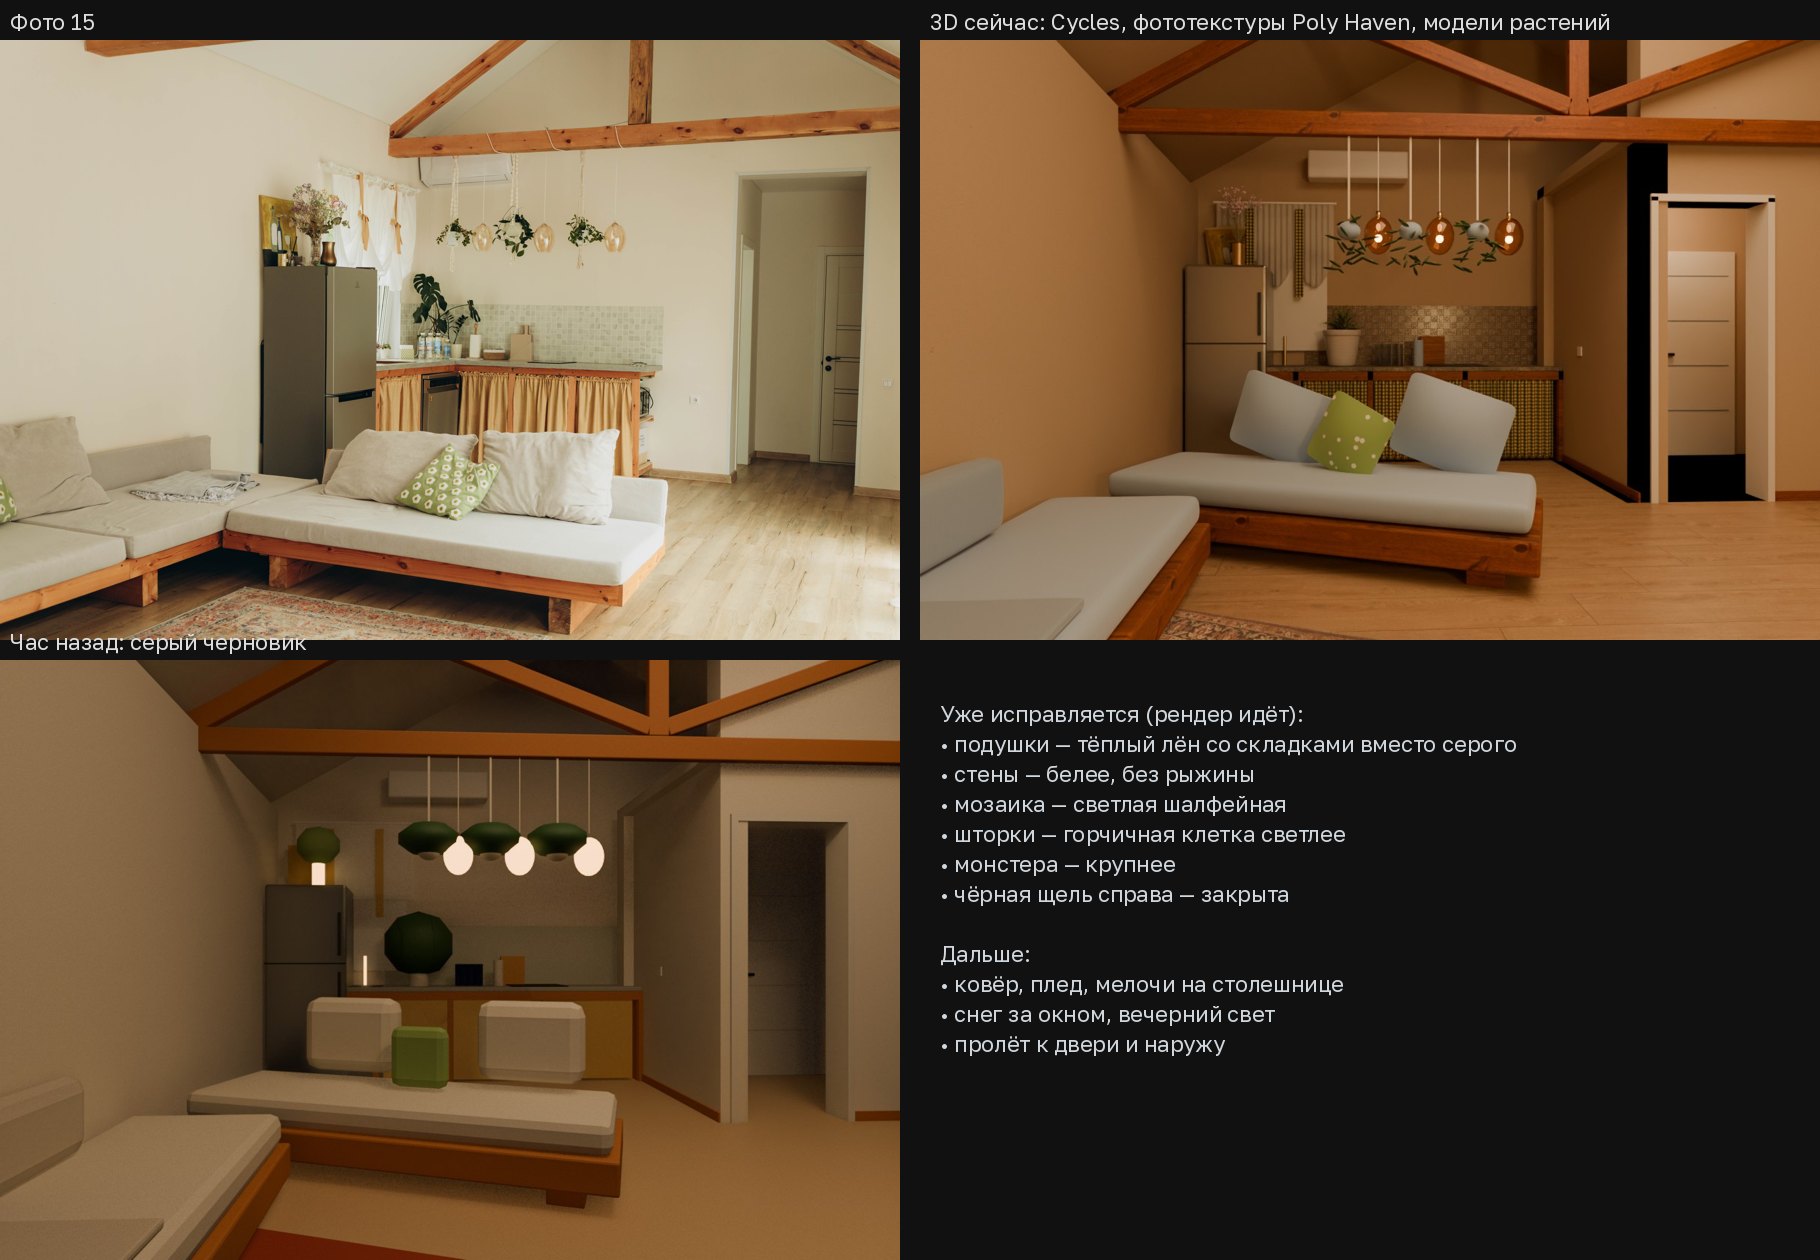 Фото 15
3D сейчас: Cycles, фототекстуры Poly Haven, модели растений
Час назад: серый черновик
Уже исправляется (рендер идёт):
• подушки — тёплый лён со складками вместо серого
• стены — белее, без рыжины
• мозаика — светлая шалфейная
• шторки — горчичная клетка светлее
• монстера — крупнее
• чёрная щель справа — закрыта
Дальше:
• ковёр, плед, мелочи на столешнице
• снег за окном, вечерний свет
• пролёт к двери и наружу